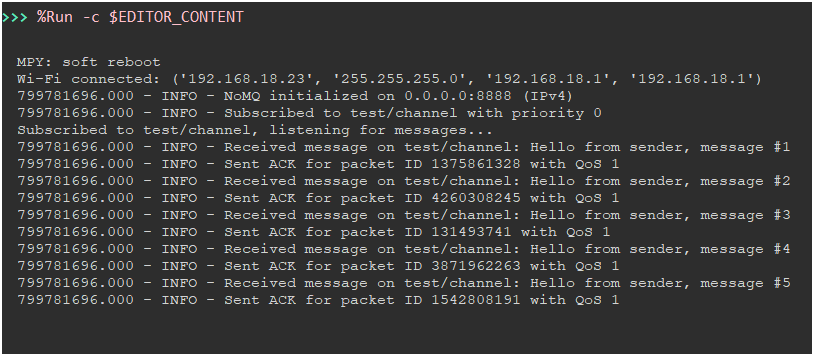 >>> %Run -c $EDITOR_CONTENT
MPY: soft reboot
Wi-Fi connected: ('192.168.18.23', '255.255.255.0', '192.168.18.1', '192.168.18.1')
799781696.000 - INFO - NoMQ initialized on 0.0.0.0:8888 (IPv4)
799781696.000 - INFO - Subscribed to test/channel with priority 0
Subscribed to test/channel, listening for messages...
799781696.000 - INFO - Received message on test/channel: Hello from sender, message #1
799781696.000 - INFO - Sent ACK for packet ID 1375861328 with QoS 1
799781696.000 - INFO - Received message on test/channel: Hello from sender, message #2
799781696.000 - INFO - Sent ACK for packet ID 4260308245 with QoS 1
799781696.000 - INFO - Received message on test/channel: Hello from sender, message #3
799781696.000 - INFO - Sent ACK for packet ID 131493741 with QoS 1
799781696.000 - INFO - Received message on test/channel: Hello from sender, message #4
799781696.000 - INFO - Sent ACK for packet ID 3871962263 with QoS 1
799781696.000 - INFO - Received message on test/channel: Hello from sender, message #5
799781696.000 - INFO - Sent ACK for packet ID 1542808191 with QoS 1